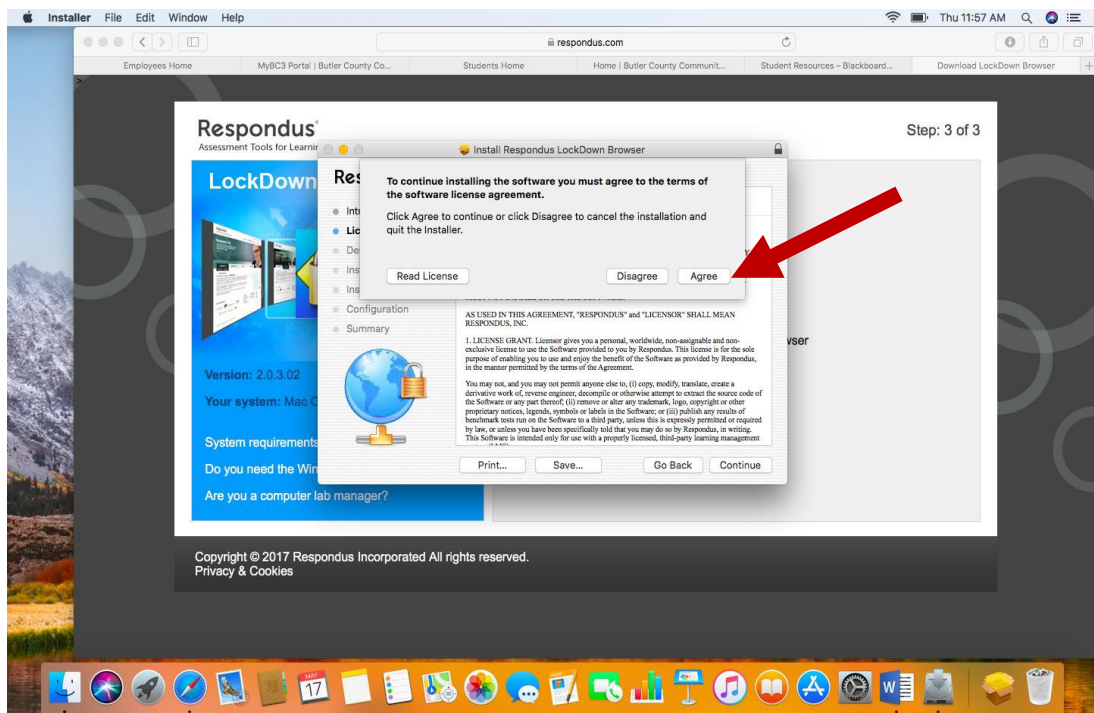 Installer File Edit Window Help Thu 11:57 AM
respondus.com
Employees Home MyBC3 Portal | Butler County Co... Students Home Home | Butler County Communit... Student Resources – Blackboard... Download LockDown Browser +
>
Respondus
Step: 3 of 3
Assessment Tools for Learnin
Install Respondus LockDown Browser
LockDown
Res
To continue installing the software you must agree to the terms of
the software license agreement.
Click Agree to continue or click Disagree to cancel the installation and
quit the Installer.
Int
Lic
De
Ins
Ins
Configuration
Summary
Read License Disagree Agree
AS USED IN THIS AGREEMENT, "RESPONDUS" and "LICENSOR" SHALL MEAN
RESPONDUS, INC.
1. LICENSE GRANT. Licensor gives you a personal, worldwide, non-assignable and non-
exclusive license to use the Software provided to you by Respondus. This license is for the sole
purpose of enabling you to use and enjoy the benefit of the Software as provided by Respondus,
in the manner permitted by the terms of the Agreement.
You may not, and you may not permit anyone else to, (i) copy, modify, translate, create a
derivative work of, reverse engineer, decompile or otherwise attempt to extract the source code of
the Software or any part thereof; (ii) remove or alter any trademark, logo, copyright or other
proprietary notices, legends, symbols or labels in the Software; or (iii) publish any results of
benchmark tests run on the Software to a third party, unless this is expressly permitted or required
by law, or unless you have been specifically told that you may do so by Respondus, in writing.
This Software is intended only for use with a properly licensed, third-party learning management
Print... Save... Go Back Continue
wser
Version: 2.0.3.02
Your system: Mac O
System requirements
Do you need the Win
Are you a computer lab manager?
Copyright © 2017 Respondus Incorporated All rights reserved.
Privacy & Cookies
MAY
17
W